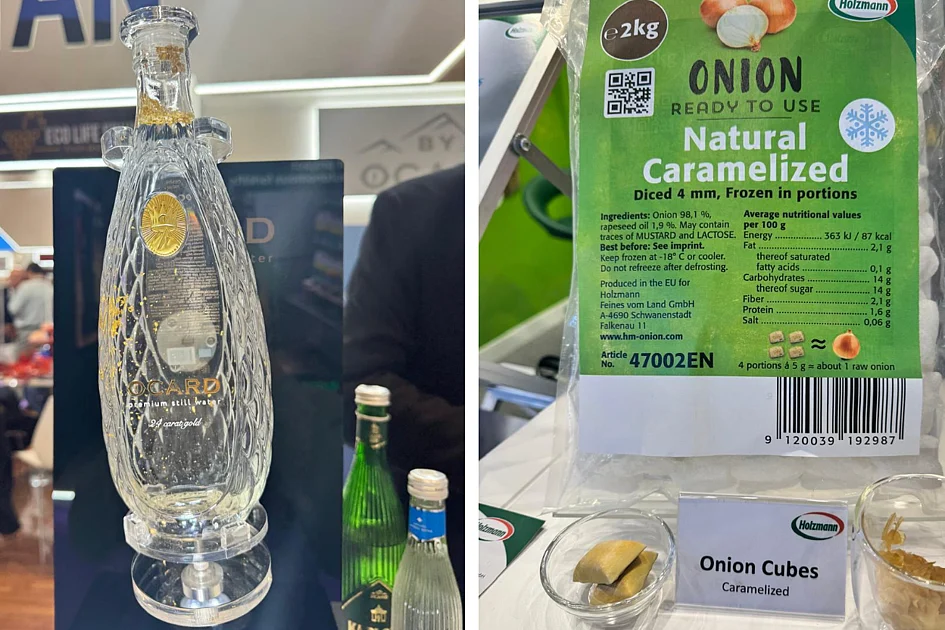 ECO LIFE
BY
OCARD
premium still water
24 carat gold
Holzmann
℮2kg
ONION
READY TO USE
Natural
Caramelized
Diced 4 mm, Frozen in portions
Ingredients: Onion 98,1 %,
rapeseed oil 1,9 %. May contain
traces of MUSTARD and LACTOSE.
Best before: See imprint.
Keep frozen at -18° C or cooler.
Do not refreeze after defrosting.
Produced in the EU for
Holzmann
Feines vom Land GmbH
A-4690 Schwanenstadt
Falkenau 11
www.hm-onion.com
Article
No. 47002EN
Average nutritional values
per 100 g
Energy ................ 363 kJ / 87 kcal
Fat ................ 2,1 g
thereof saturated
fatty acids ................ 0,1 g
Carbohydrates ................ 14 g
thereof sugar ................ 14 g
Fiber ................ 2,1 g
Protein ................ 1,6 g
Salt ................ 0,06 g
≈
4 portions á 5 g = about 1 raw onion
9 120039 192987
Holzmann
Holzmann
Onion Cubes
Caramelized